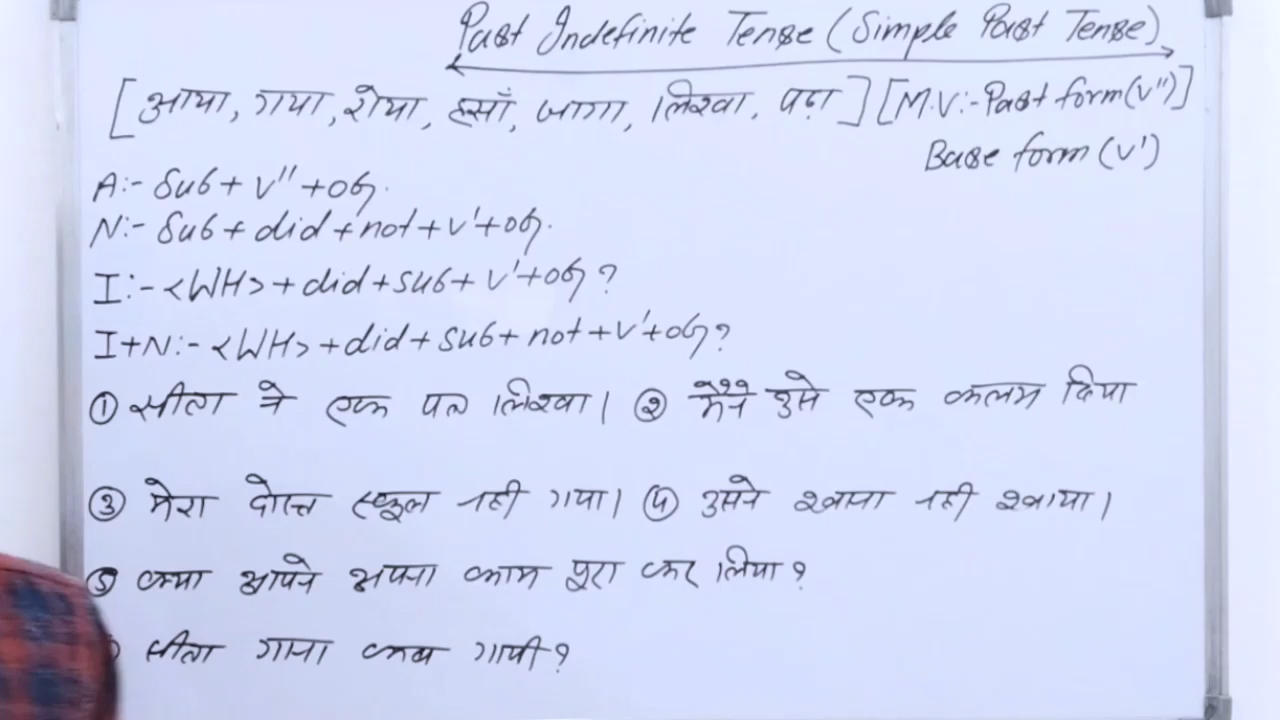 Past Indefinite Tense (Simple Past Tense)
[आया, गया, रोया, हसाँ, जागा, लिखा, पढ़ा] [M.V:-Past form(v'')]
Base form (v')
A:- Sub + v'' + obj.
N:- Sub + did + not + v' + obj.
I:- <WH> + did + sub + v' + obj ?
I+N:- <WH> + did + sub + not + v' + obj ?
① सीता ने एक पत्र लिखा। ② मैंने उसे एक कलम दिया
③ मेरा दोस्त स्कूल नही गया। ④ उसने खाना नही खाया।
5 क्या आपने अपना काम पूरा कर लिया ?
सीता गाना कब गायी ?